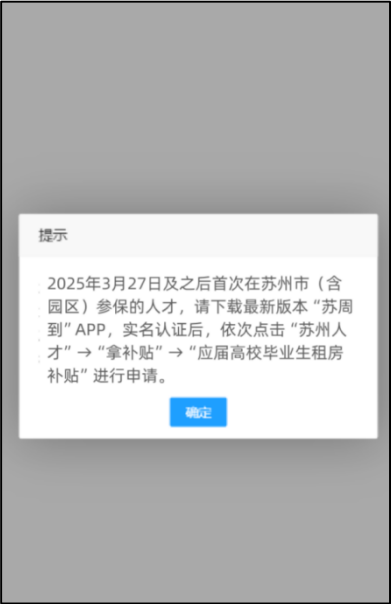 提示
2025年3月27日及之后首次在苏州市（含
园区）参保的人才，请下载最新版本“苏周
到”APP，实名认证后，依次点击“苏州人
才”→“拿补贴”→“应届高校毕业生租房
补贴”进行申请。
确定